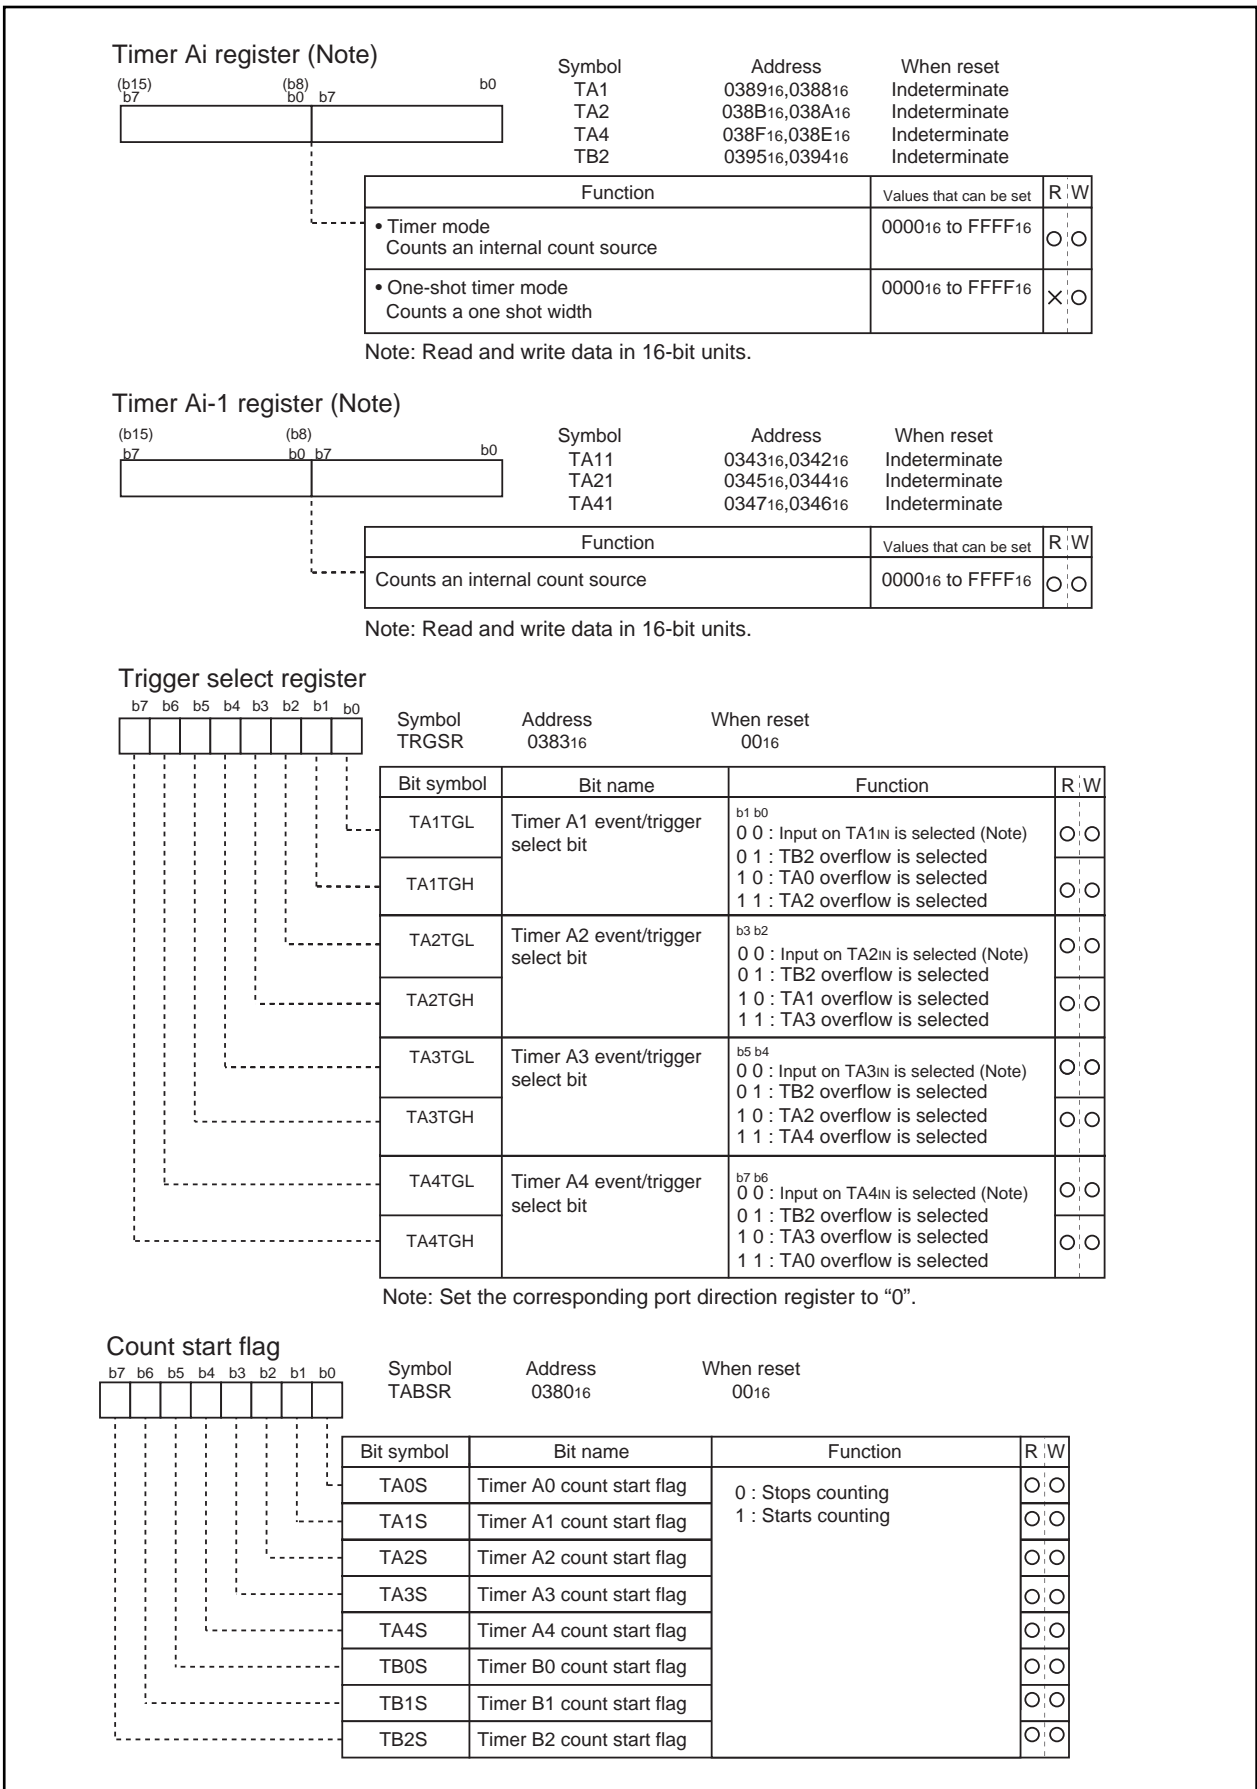 Timer Ai register (Note)
Symbol Address When reset
(b15) (b8) b0
b7 b0 b7
TA1 038916,038816 Indeterminate
TA2 038B16,038A16 Indeterminate
TA4 038F16,038E16 Indeterminate
TB2 039516,039416 Indeterminate
Function Values that can be set R W
• Timer mode 000016 to FFFF16
Counts an internal count source
• One-shot timer mode 000016 to FFFF16
Counts a one shot width
Note: Read and write data in 16-bit units.
Timer Ai-1 register (Note)
(b15) (b8) Symbol Address When reset
b7 b0 b7 b0
TA11 034316,034216 Indeterminate
TA21 034516,034416 Indeterminate
TA41 034716,034616 Indeterminate
Function Values that can be set R W
Counts an internal count source 000016 to FFFF16
Note: Read and write data in 16-bit units.
Trigger select register
b7 b6 b5 b4 b3 b2 b1 b0
Symbol Address When reset
TRGSR 038316 0016
Bit symbol Bit name Function R W
TA1TGL Timer A1 event/trigger
select bit
TA1TGH
b1 b0
0 0 : Input on TA1IN is selected (Note)
0 1 : TB2 overflow is selected
1 0 : TA0 overflow is selected
1 1 : TA2 overflow is selected
TA2TGL Timer A2 event/trigger
select bit
TA2TGH
b3 b2
0 0 : Input on TA2IN is selected (Note)
0 1 : TB2 overflow is selected
1 0 : TA1 overflow is selected
1 1 : TA3 overflow is selected
TA3TGL Timer A3 event/trigger
select bit
TA3TGH
b5 b4
0 0 : Input on TA3IN is selected (Note)
0 1 : TB2 overflow is selected
1 0 : TA2 overflow is selected
1 1 : TA4 overflow is selected
TA4TGL Timer A4 event/trigger
select bit
TA4TGH
b7 b6
0 0 : Input on TA4IN is selected (Note)
0 1 : TB2 overflow is selected
1 0 : TA3 overflow is selected
1 1 : TA0 overflow is selected
Note: Set the corresponding port direction register to “0”.
Count start flag
b7 b6 b5 b4 b3 b2 b1 b0
Symbol Address When reset
TABSR 038016 0016
Bit symbol Bit name Function R W
TA0S Timer A0 count start flag 0 : Stops counting
1 : Starts counting
TA1S Timer A1 count start flag
TA2S Timer A2 count start flag
TA3S Timer A3 count start flag
TA4S Timer A4 count start flag
TB0S Timer B0 count start flag
TB1S Timer B1 count start flag
TB2S Timer B2 count start flag